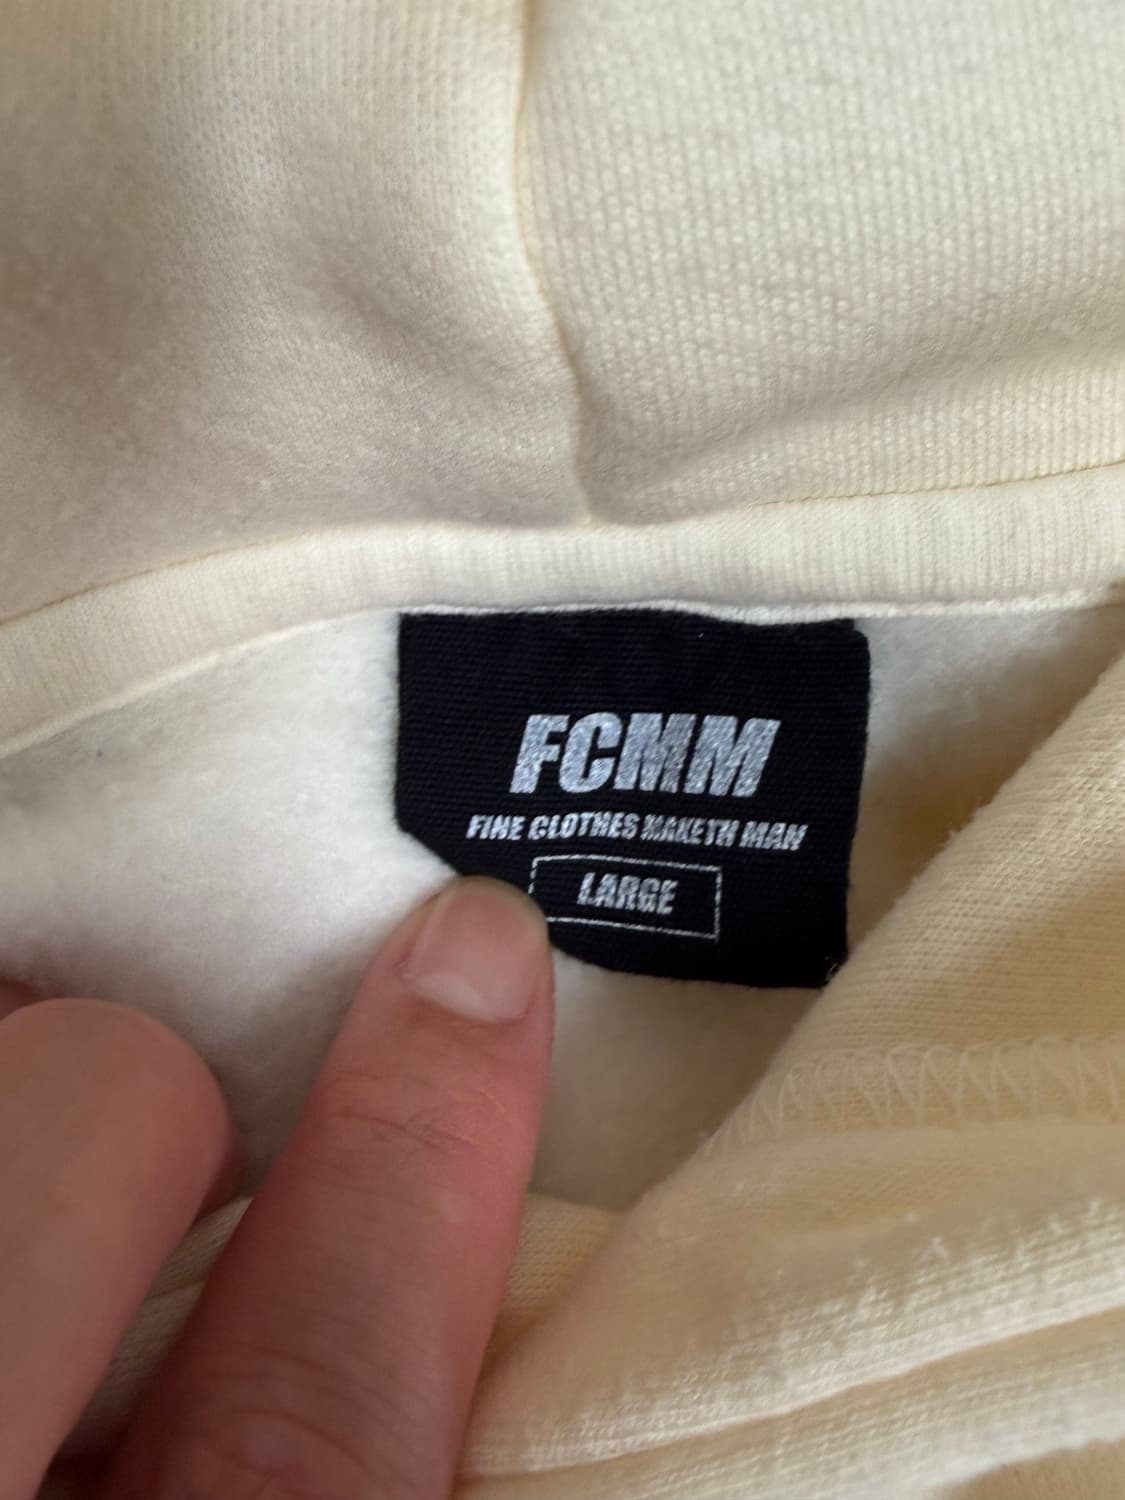 FCMM
FINE CLOTHES MAKETH MAN
LARGE